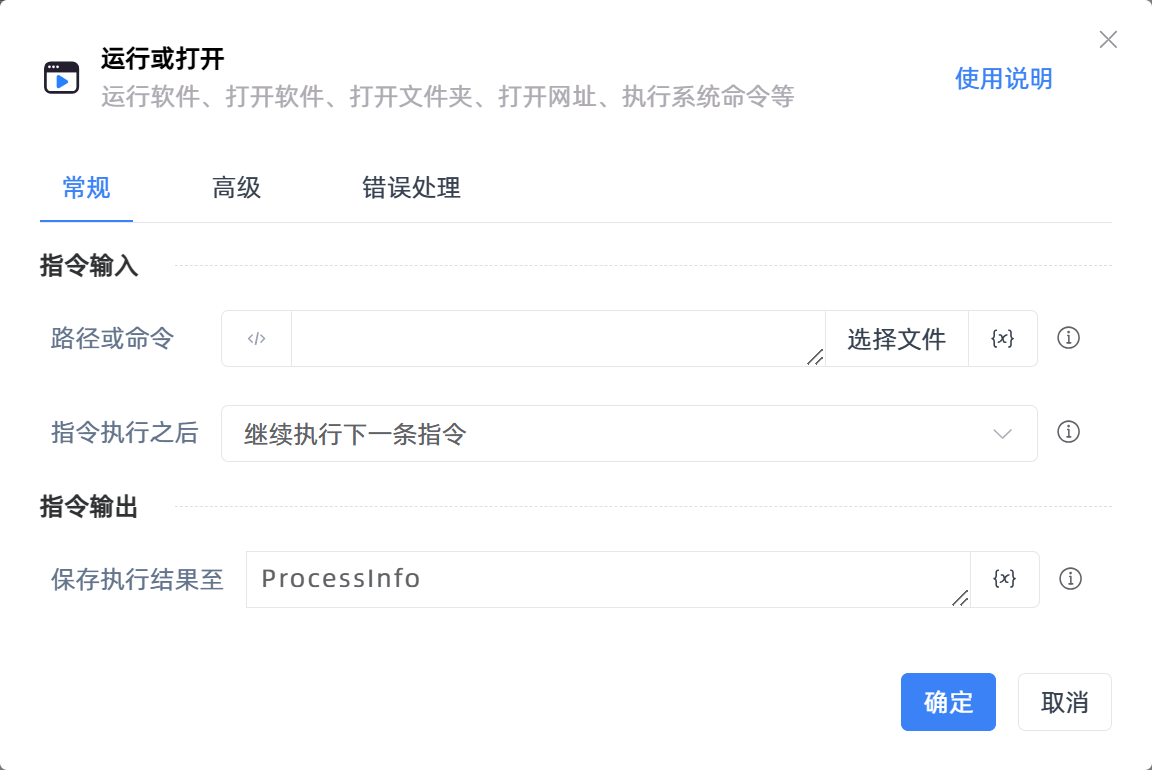 运行或打开
运行软件、打开软件、打开文件夹、打开网址、执行系统命令等
使用说明
常规 高级 错误处理
指令输入
路径或命令 </> 选择文件 {x}
指令执行之后 继续执行下一条指令
指令输出
保存执行结果至 ProcessInfo {x}
确定 取消